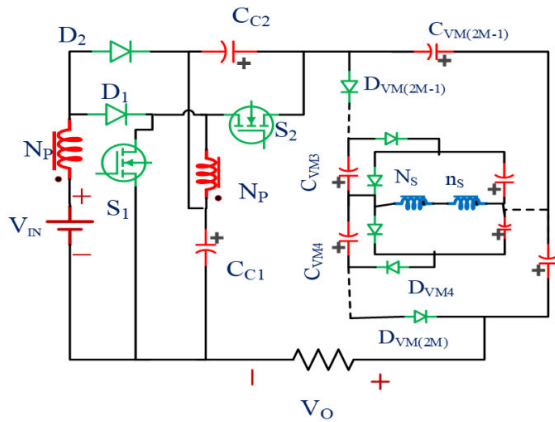 D2
CC2
CVM(2M-1)
D1
DVM(2M-1)
S2
NP
NP
S1
CVM3
NS
nS
VIN
CC1
CVM4
DVM4
DVM(2M)
VO